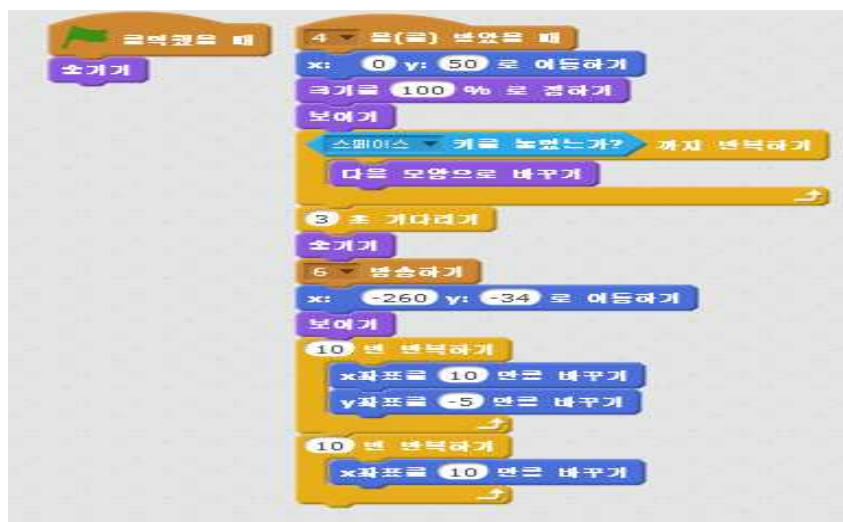 클릭했을 때
숨기기
4 을(를) 받았을 때
x: 0 y: 50 로 이동하기
크기를 100 % 로 정하기
보이기
스페이스 키를 눌렀는가? 까지 반복하기
다음 모양으로 바꾸기
3 초 기다리기
숨기기
6 방송하기
x: -260 y: -34 로 이동하기
보이기
10 번 반복하기
x좌표를 10 만큼 바꾸기
y좌표를 -5 만큼 바꾸기
10 번 반복하기
x좌표를 10 만큼 바꾸기